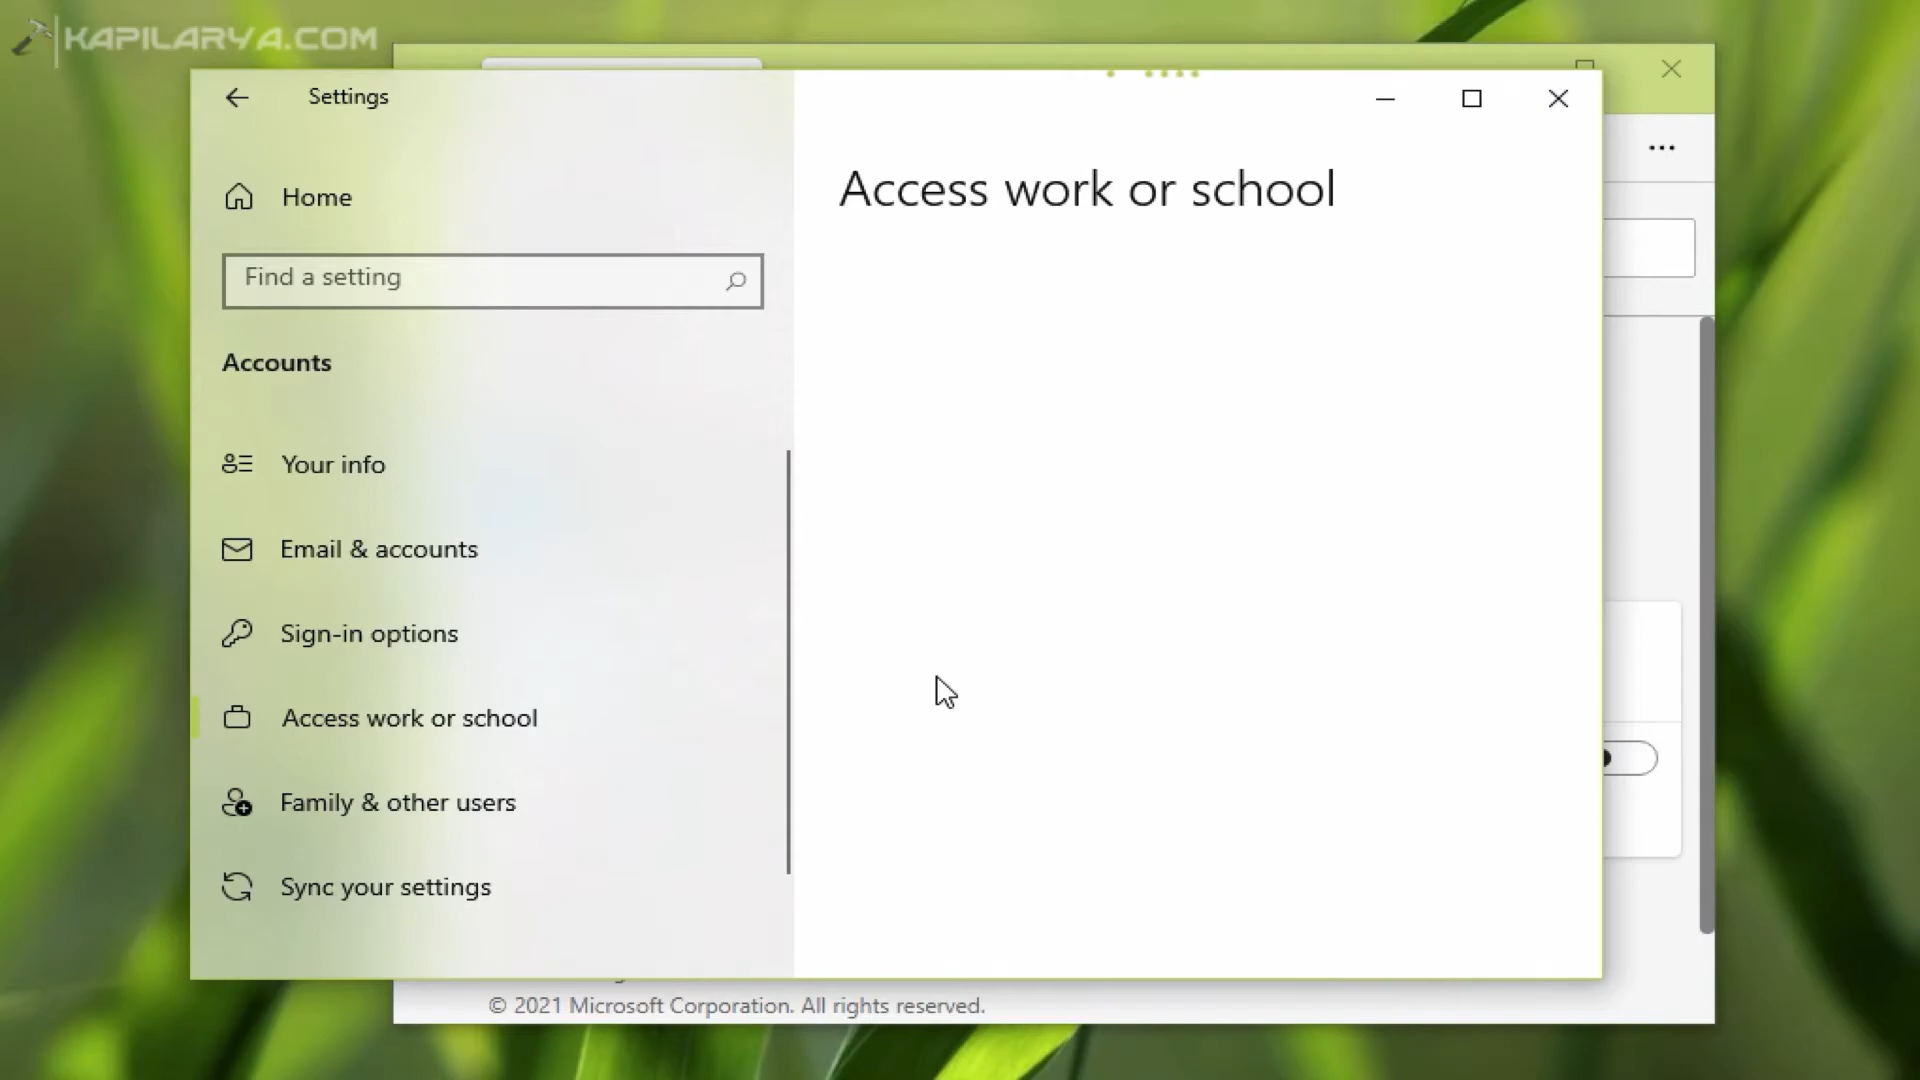 KAPILARYA.COM
Settings
Home
Find a setting
Accounts
Your info
Email & accounts
Sign-in options
Access work or school
Family & other users
Sync your settings
Access work or school
© 2021 Microsoft Corporation. All rights reserved.